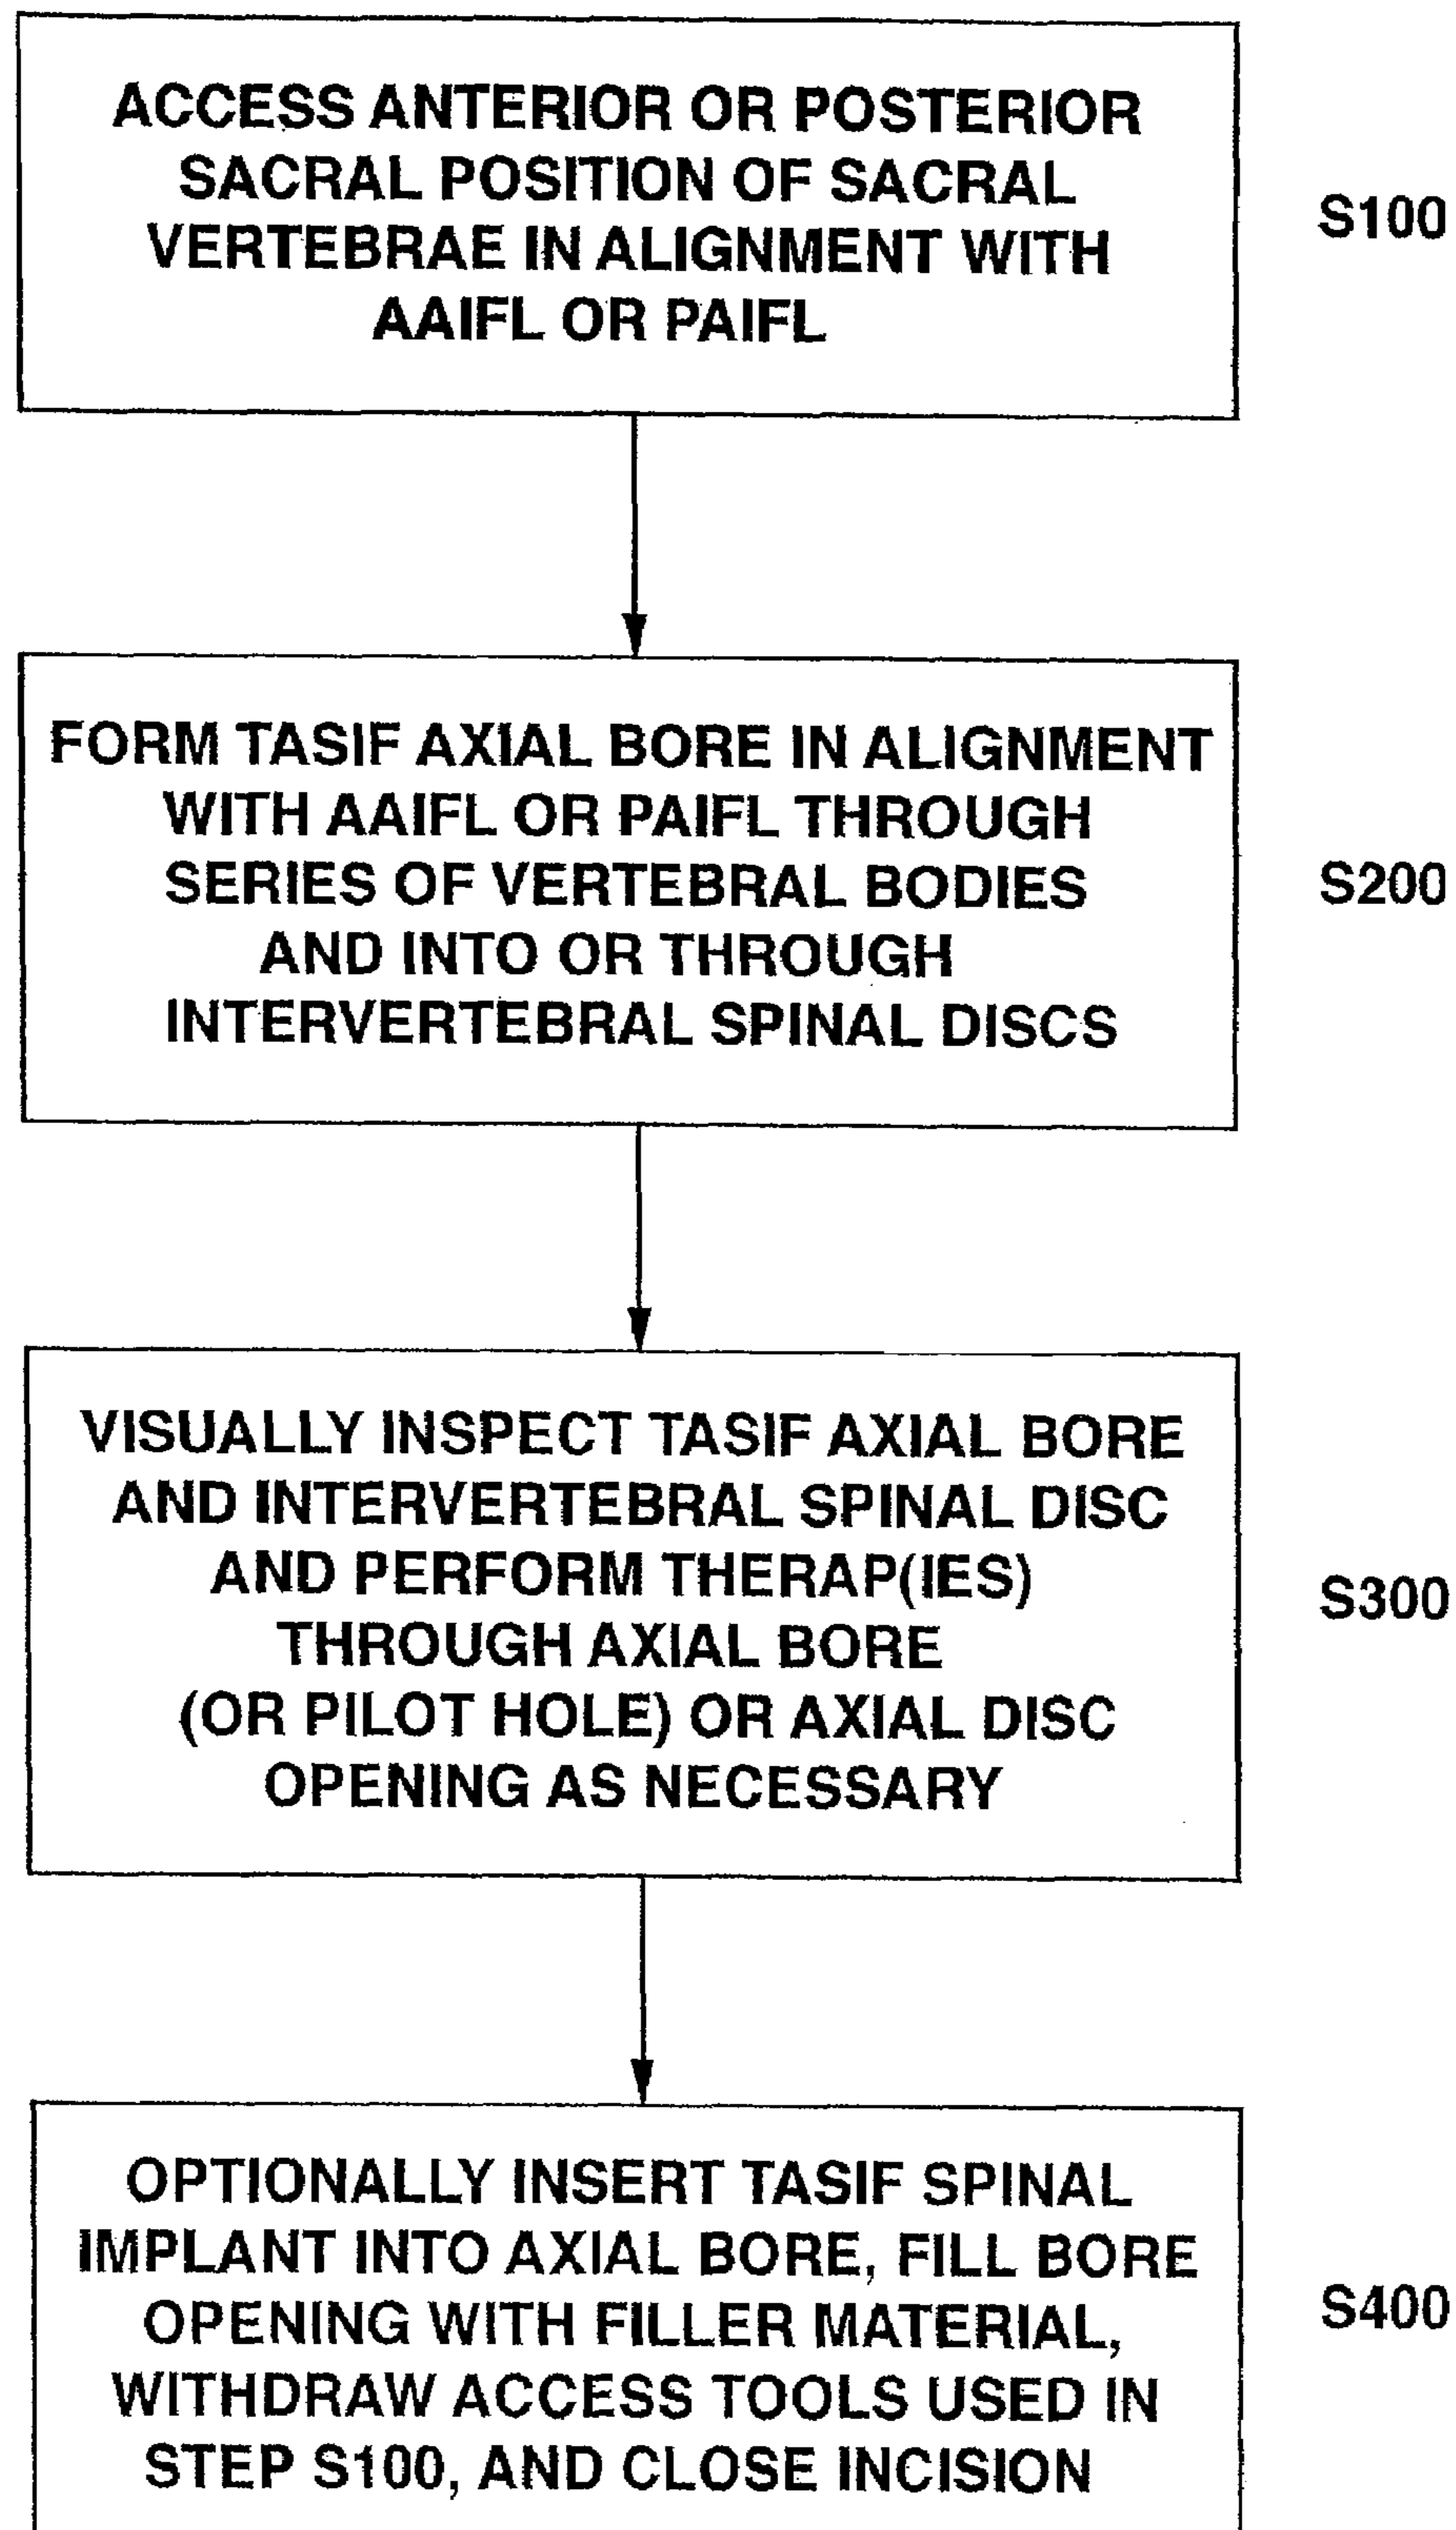 ACCESS ANTERIOR OR POSTERIOR
SACRAL POSITION OF SACRAL
VERTEBRAE IN ALIGNMENT WITH
AAIFL OR PAIFL
S100
FORM TASIF AXIAL BORE IN ALIGNMENT
WITH AAIFL OR PAIFL THROUGH
SERIES OF VERTEBRAL BODIES
AND INTO OR THROUGH
INTERVERTEBRAL SPINAL DISCS
S200
VISUALLY INSPECT TASIF AXIAL BORE
AND INTERVERTEBRAL SPINAL DISC
AND PERFORM THERAP(IES)
THROUGH AXIAL BORE
(OR PILOT HOLE) OR AXIAL DISC
OPENING AS NECESSARY
S300
OPTIONALLY INSERT TASIF SPINAL
IMPLANT INTO AXIAL BORE, FILL BORE
OPENING WITH FILLER MATERIAL,
WITHDRAW ACCESS TOOLS USED IN
STEP S100, AND CLOSE INCISION
S400